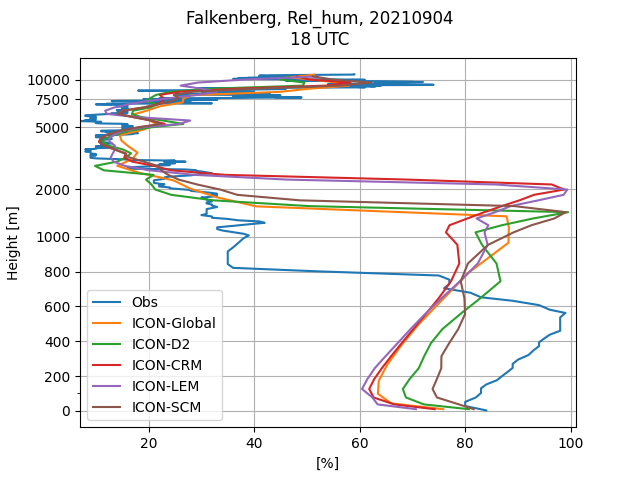 Falkenberg, Rel_hum, 20210904
18 UTC
Height [m]
10000
7500
5000
2000
1000
800
600
400
200
0
Obs
ICON-Global
ICON-D2
ICON-CRM
ICON-LEM
ICON-SCM
20 40 60 80 100
[%]